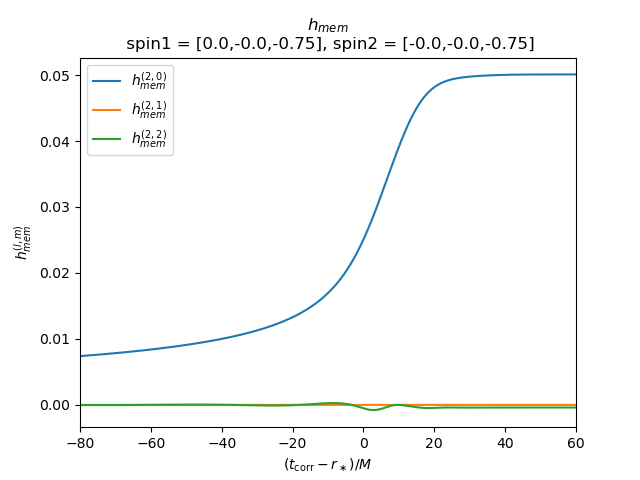 h_mem
spin1 = [0.0,-0.0,-0.75], spin2 = [-0.0,-0.0,-0.75]
h_mem^(2,0)
h_mem^(2,1)
h_mem^(2,2)
h_mem^(l,m)
0.05
0.04
0.03
0.02
0.01
0.00
−80 −60 −40 −20 0 20 40 60
(t_corr − r_∗)/M